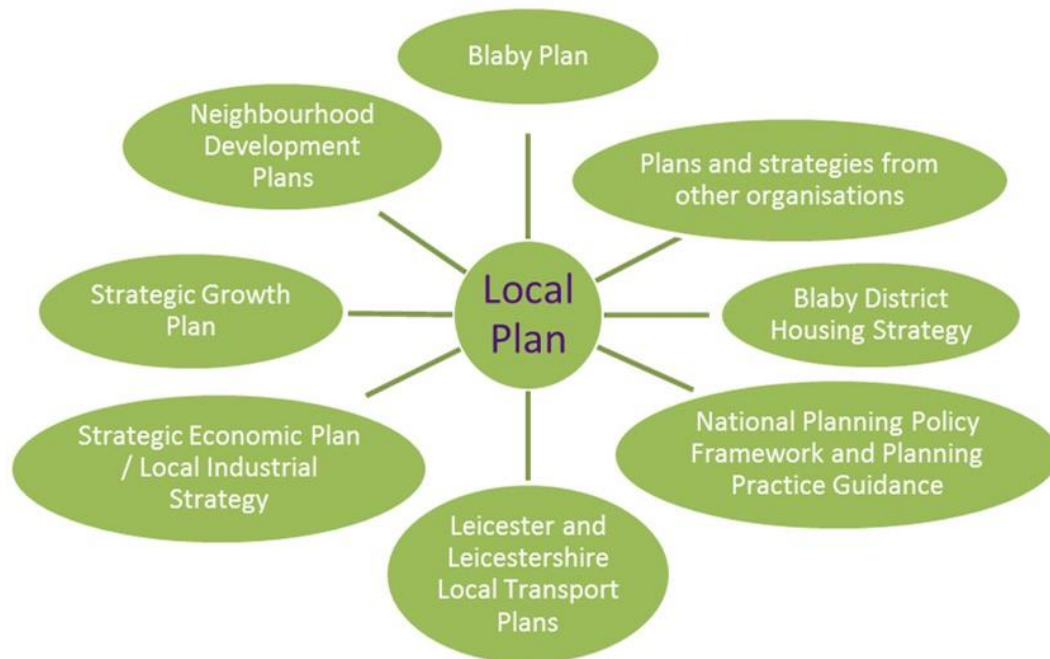 Blaby Plan
Neighbourhood
Development
Plans
Plans and strategies from
other organisations
Local
Plan
Strategic Growth
Plan
Blaby District
Housing Strategy
Strategic Economic Plan
/ Local Industrial
Strategy
National Planning Policy
Framework and Planning
Practice Guidance
Leicester and
Leicestershire
Local Transport
Plans